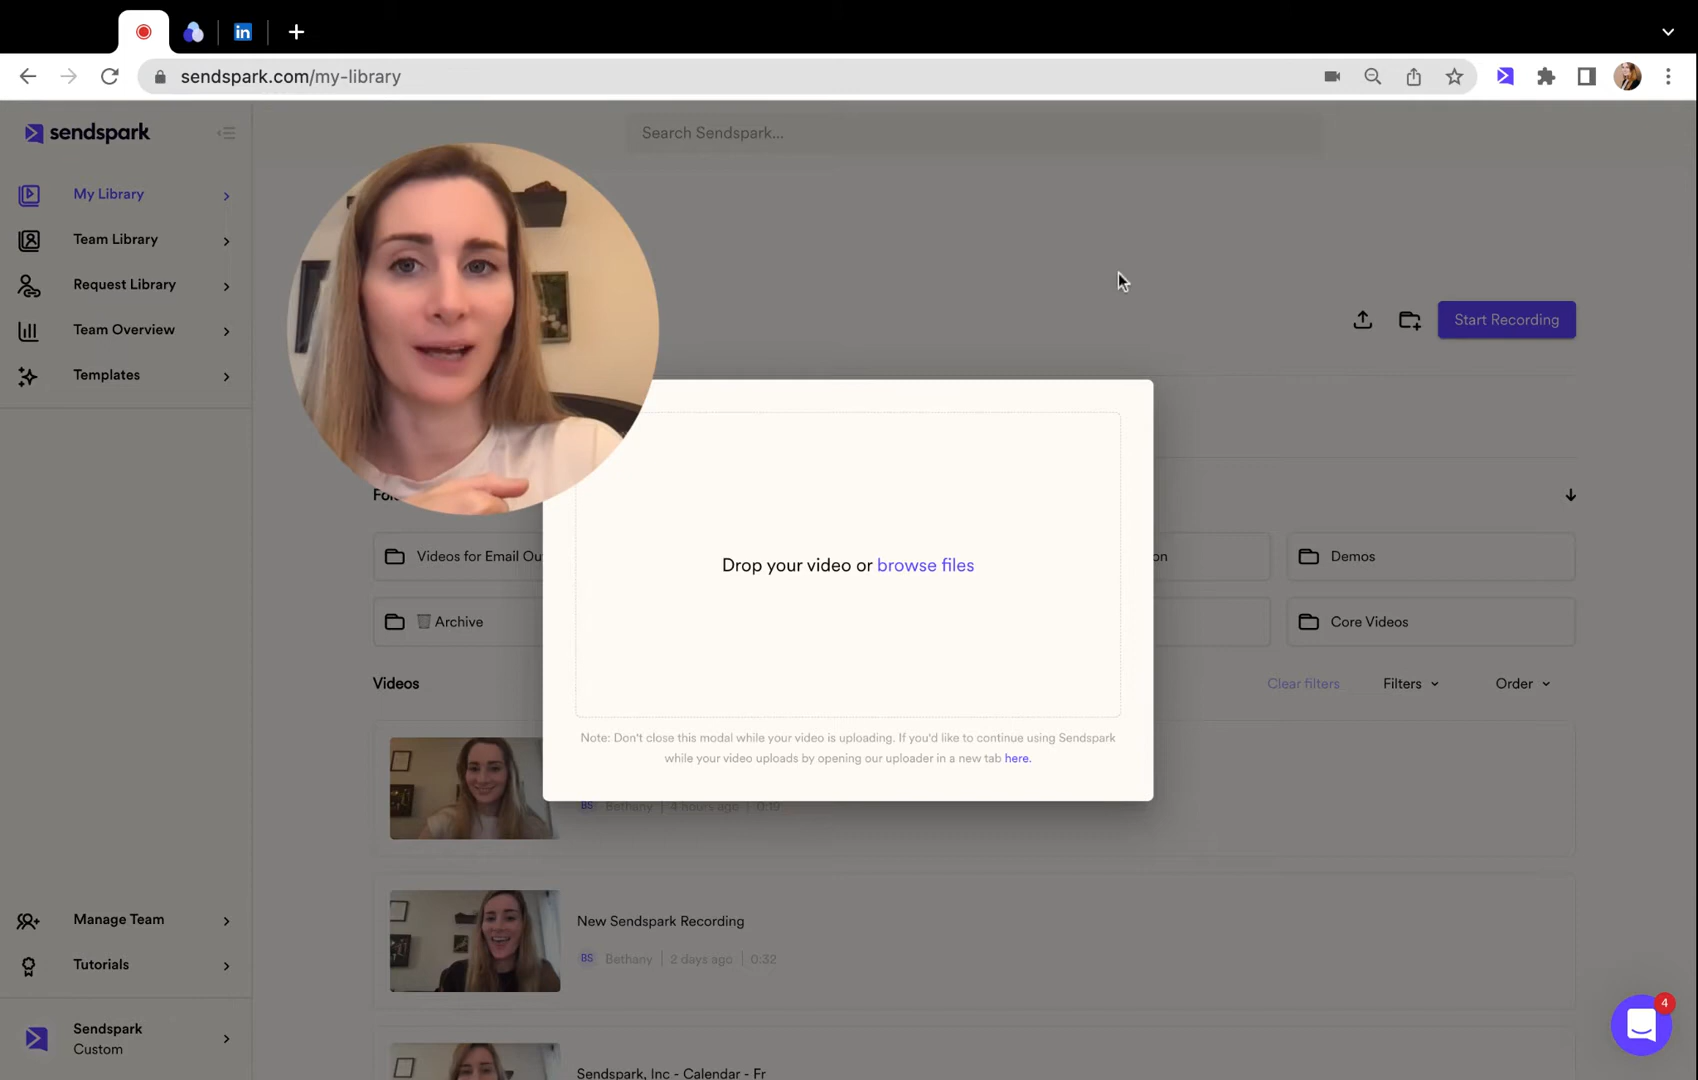 in
sendspark.com/my-library
sendspark
Search Sendspark...
My Library
Team Library
Request Library
Team Overview
Templates
Start Recording
Drop your video or browse files
Videos for Email Ou
Demos
Archive
Core Videos
Videos
Clear filters
Filters
Order
Note: Don't close this modal while your video is uploading. If you'd like to continue using Sendspark
while your video uploads by opening our uploader in a new tab here.
BS Bethany | 4 hours ago | 0:19
New Sendspark Recording
BS Bethany | 2 days ago | 0:32
Manage Team
Tutorials
Sendspark
Custom
4
Sendspark, Inc - Calendar - Fr